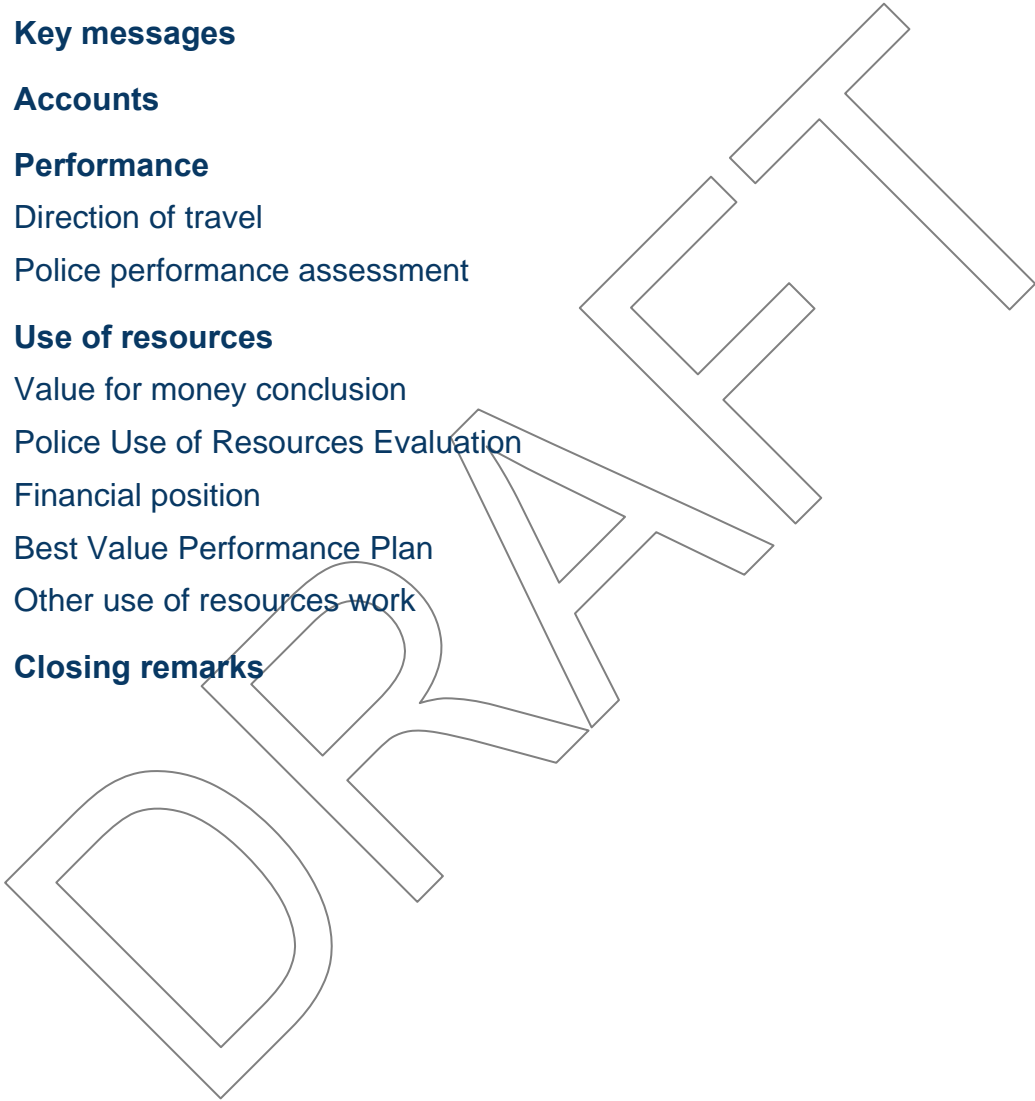 Key messages
Accounts
Performance
Direction of travel
Police performance assessment
Use of resources
Value for money conclusion
Police Use of Resources Evaluation
Financial position
Best Value Performance Plan
Other use of resources work
Closing remarks
DRAFT